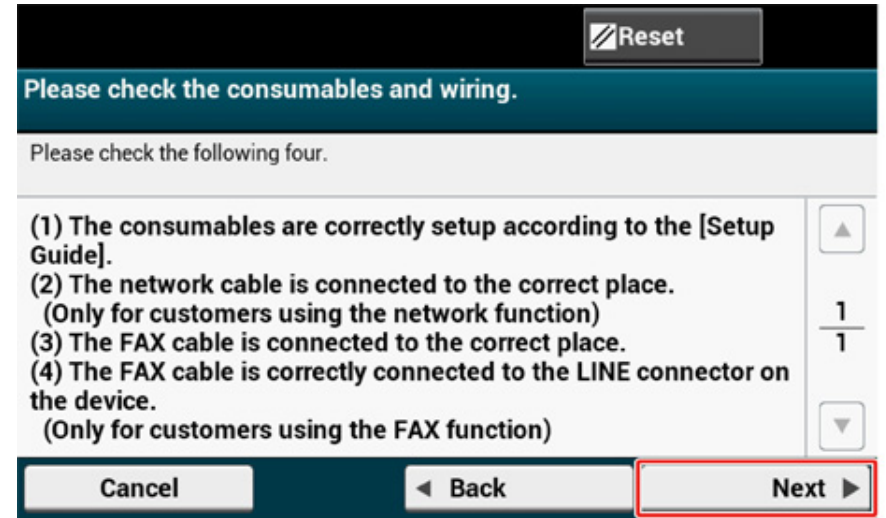 Reset
Please check the consumables and wiring.
Please check the following four.
(1) The consumables are correctly setup according to the [Setup
Guide].
(2) The network cable is connected to the correct place.
(Only for customers using the network function)
(3) The FAX cable is connected to the correct place.
(4) The FAX cable is correctly connected to the LINE connector on
the device.
(Only for customers using the FAX function)
1
1
Cancel
Back
Next